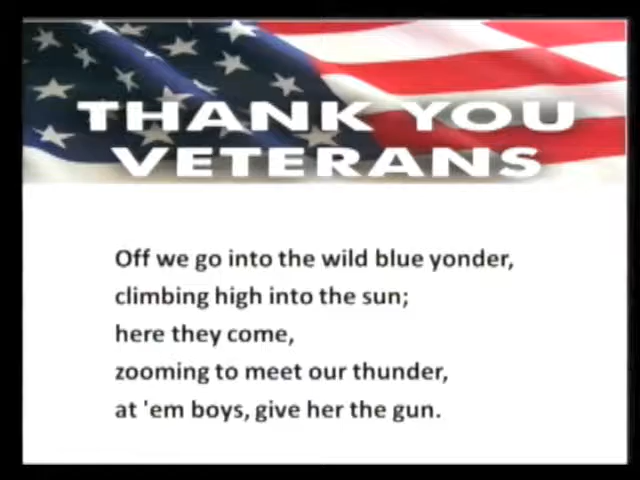 THANK YOU
VETERANS
Off we go into the wild blue yonder,
climbing high into the sun;
here they come,
zooming to meet our thunder,
at 'em boys, give her the gun.